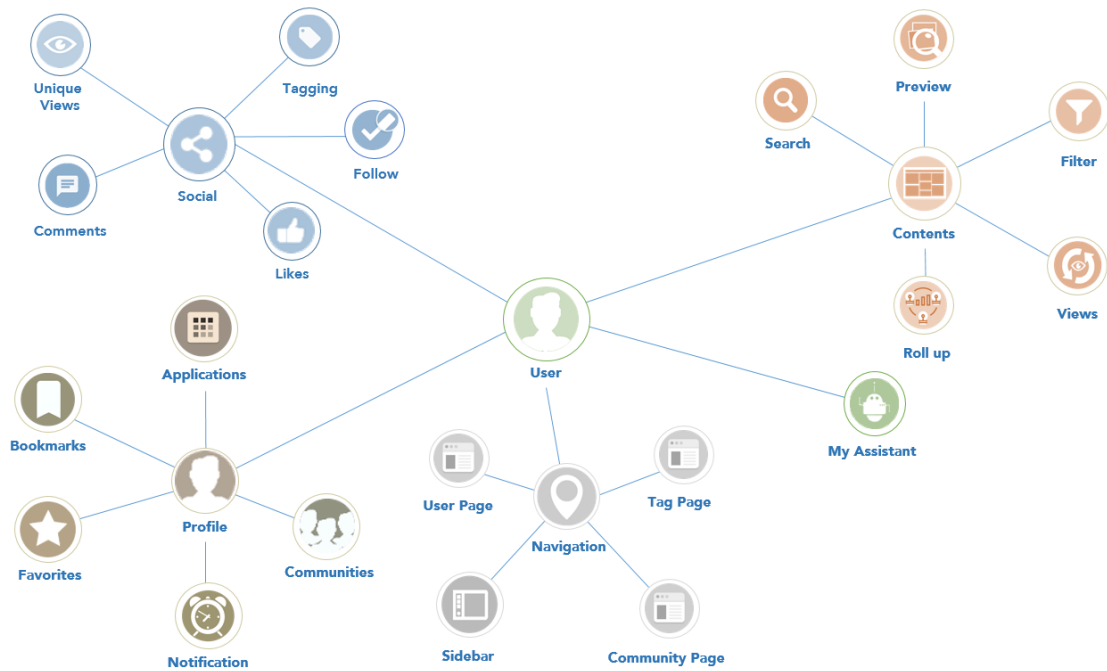 Unique
Views
Tagging
Preview
Search
Filter
Follow
Social
Comments
Contents
Likes
Views
Roll up
User
Applications
Bookmarks
My Assistant
User Page
Tag Page
Profile
Navigation
Favorites
Communities
Sidebar
Community Page
Notification